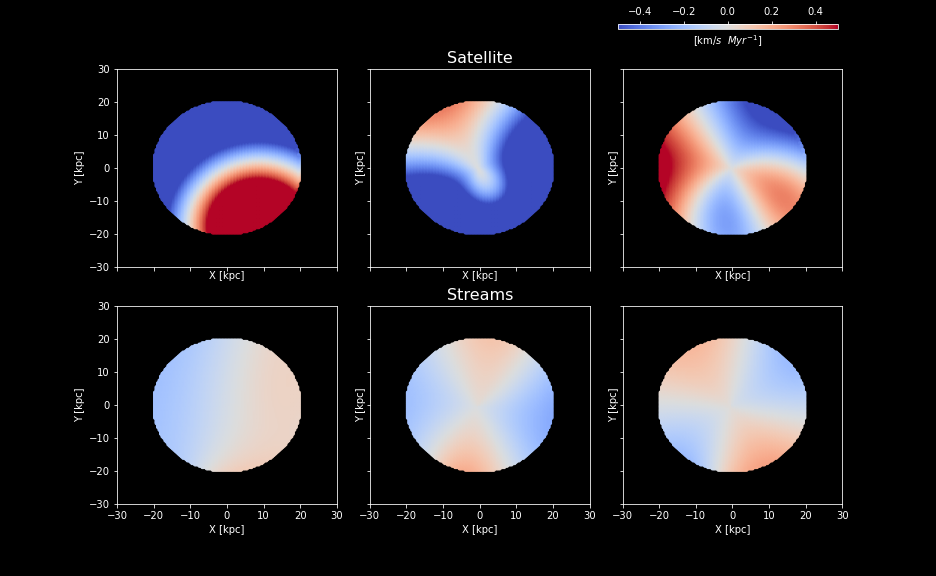 −0.4 −0.2 0.0 0.2 0.4
[km/s Myr⁻¹]
Satellite
30
20
10
0
−10
−20
−30
Y [kpc]
Y [kpc]
Y [kpc]
X [kpc]
X [kpc]
X [kpc]
Streams
30
20
10
0
−10
−20
−30
Y [kpc]
Y [kpc]
Y [kpc]
−30 −20 −10 0 10 20 30
−30 −20 −10 0 10 20 30
−30 −20 −10 0 10 20 30
X [kpc]
X [kpc]
X [kpc]